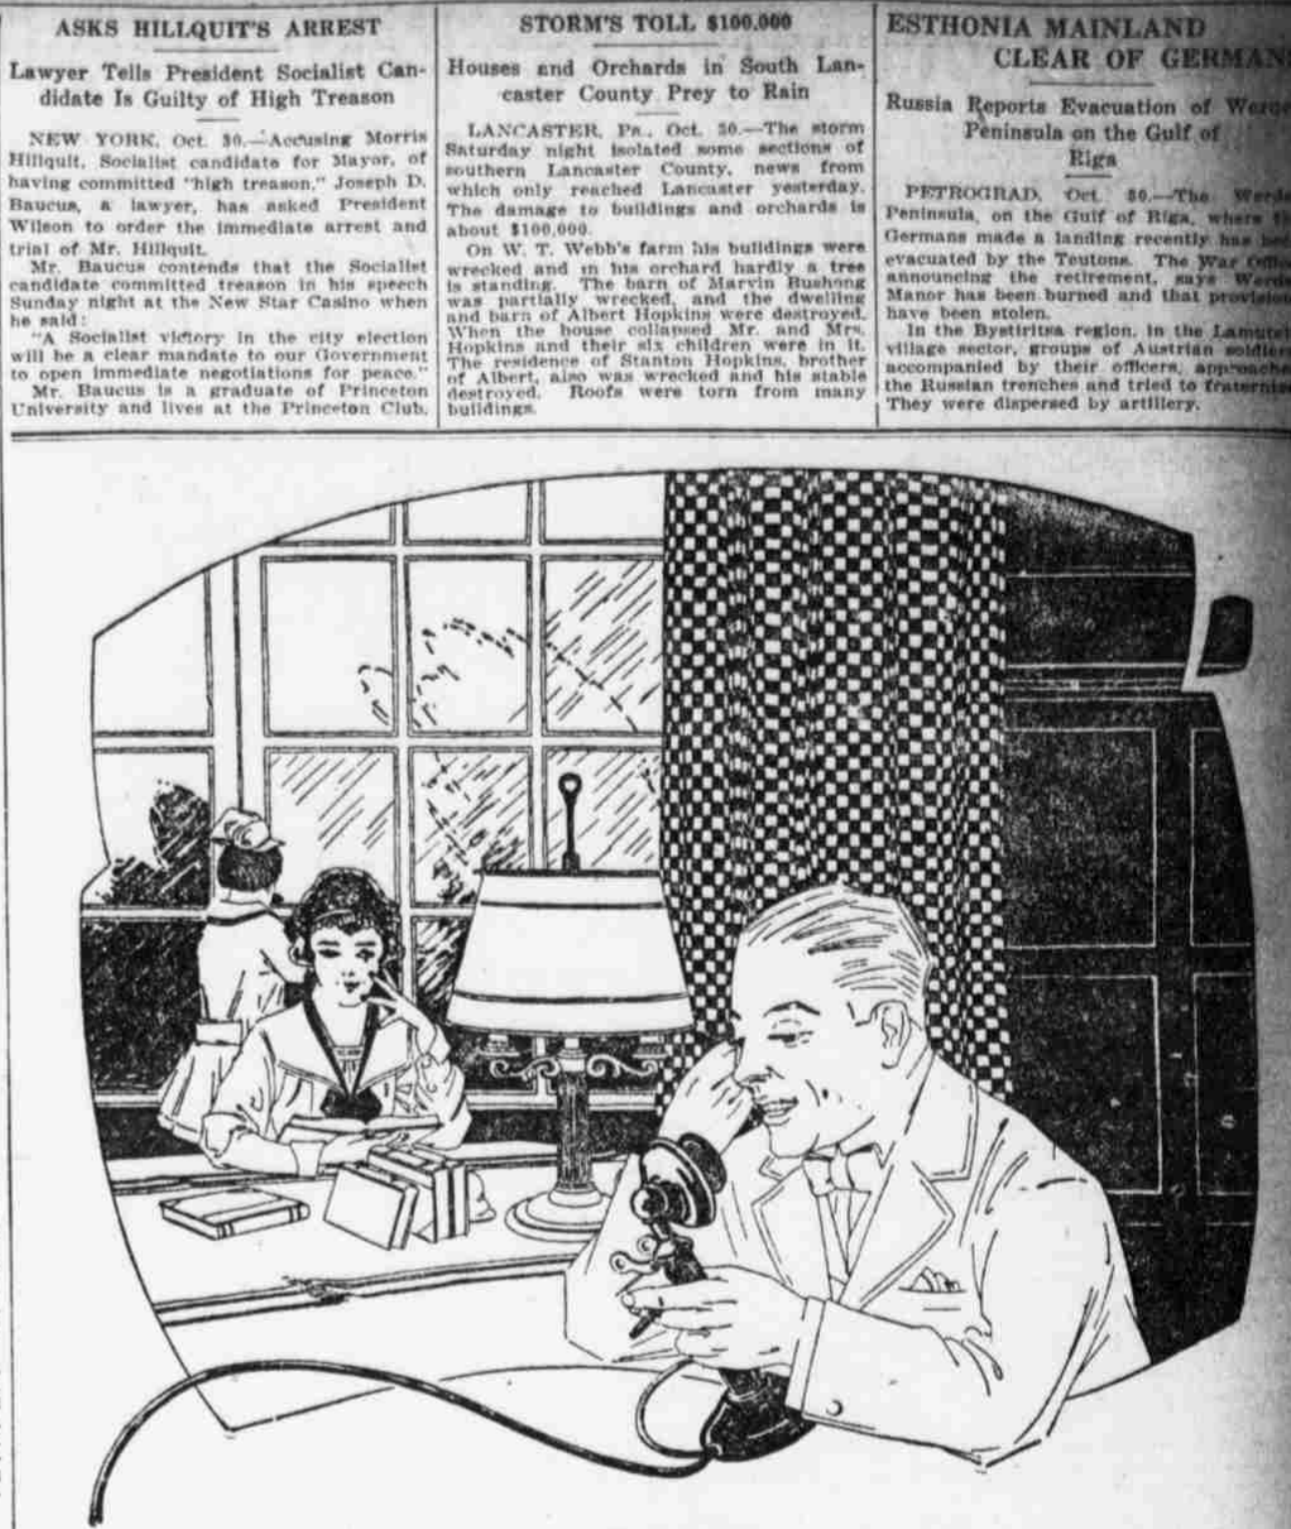 ASKS HILLQUIT'S ARREST
Lawyer Tells President Socialist Can-
didate Is Guilty of High Treason
NEW YORK, Oct. 30.—Accusing Morris
Hillquit, Socialist candidate for Mayor, of
having committed "high treason," Joseph D.
Baucus, a lawyer, has asked President
Wilson to order the immediate arrest and
trial of Mr. Hillquit.
Mr. Baucus contends that the Socialist
candidate committed treason in his speech
Sunday night at the New Star Casino when
he said:
"A Socialist victory in the city election
will be a clear mandate to our Government
to open immediate negotiations for peace."
Mr. Baucus is a graduate of Princeton
University and lives at the Princeton Club.
STORM'S TOLL $100,000
Houses and Orchards in South Lan-
caster County Prey to Rain
LANCASTER, Pa., Oct. 30.—The storm
Saturday night isolated some sections of
southern Lancaster County, news from
which only reached Lancaster yesterday.
The damage to buildings and orchards is
about $100,000.
On W. T. Webb's farm his buildings were
wrecked and in his orchard hardly a tree
is standing. The barn of Marvin Bushong
was partially wrecked, and the dwelling
and barn of Albert Hopkins were destroyed.
When the house collapsed Mr. and Mrs.
Hopkins and their six children were in it.
The residence of Stanton Hopkins, brother
of Albert, also was wrecked and his stable
destroyed. Roofs were torn from many
buildings.
ESTHONIA MAINLAND
CLEAR OF GERMAN
Russia Reports Evacuation of Werde
Peninsula on the Gulf of
Riga
PETROGRAD, Oct. 30.—The Werde
Peninsula, on the Gulf of Riga, where
Germans made a landing recently has
evacuated by the Teutons. The War
announcing the retirement, says Werde
Manor has been burned and that provision
have been stolen.
In the Bystiritsa region, in the
village sector, groups of Austrian soldiers
accompanied by their officers, approache
the Russian trenches and tried to fraternise
They were dispersed by artillery.